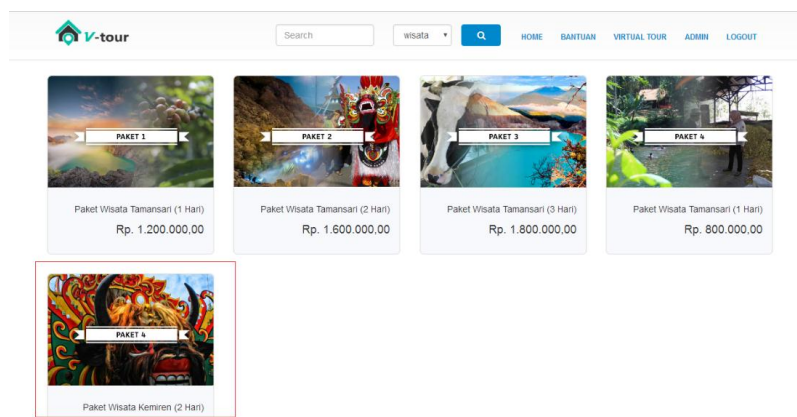 V-tour
Search
wisata
HOME BANTUAN VIRTUAL TOUR ADMIN LOGOUT
PAKET 1
PAKET 2
PAKET 3
PAKET 4
Paket Wisata Tamansari (1 Hari)
Paket Wisata Tamansari (2 Hari)
Paket Wisata Tamansari (3 Hari)
Paket Wisata Tamansari (1 Hari)
Rp. 1.200.000,00
Rp. 1.600.000,00
Rp. 1.800.000,00
Rp. 800.000,00
PAKET 4
Paket Wisata Kemiren (2 Hari)